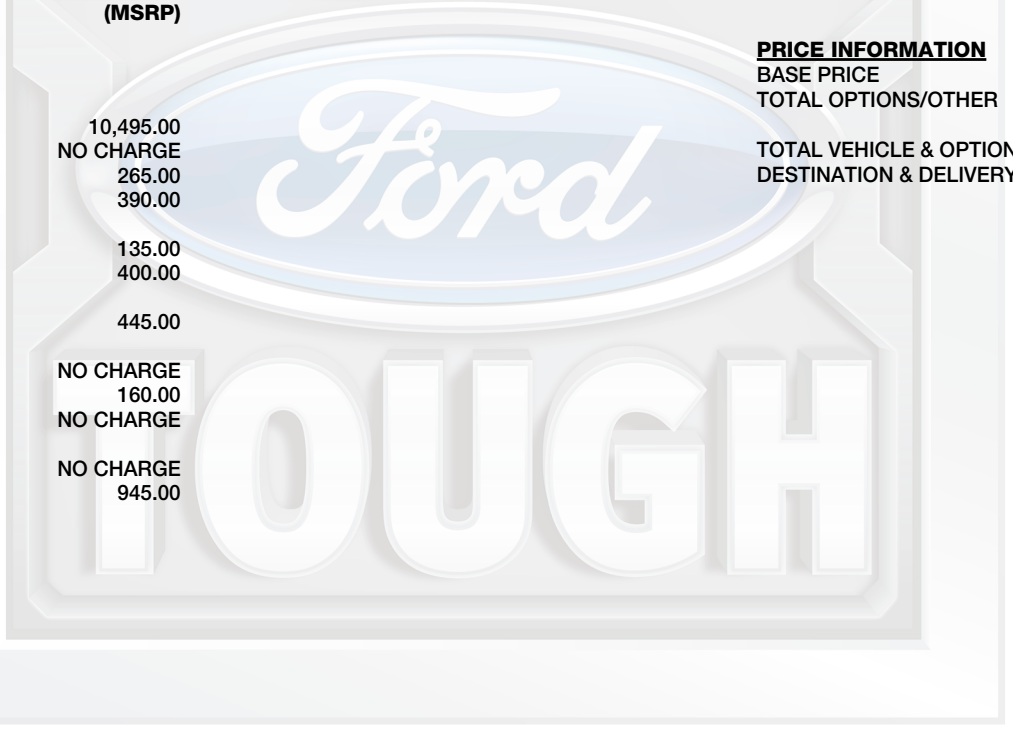 (MSRP)
10,495.00
NO CHARGE
265.00
390.00
135.00
400.00
445.00
NO CHARGE
160.00
NO CHARGE
NO CHARGE
945.00
PRICE INFORMATION
BASE PRICE
TOTAL OPTIONS/OTHER
TOTAL VEHICLE & OPTION
DESTINATION & DELIVERY
Ford
TOUGH